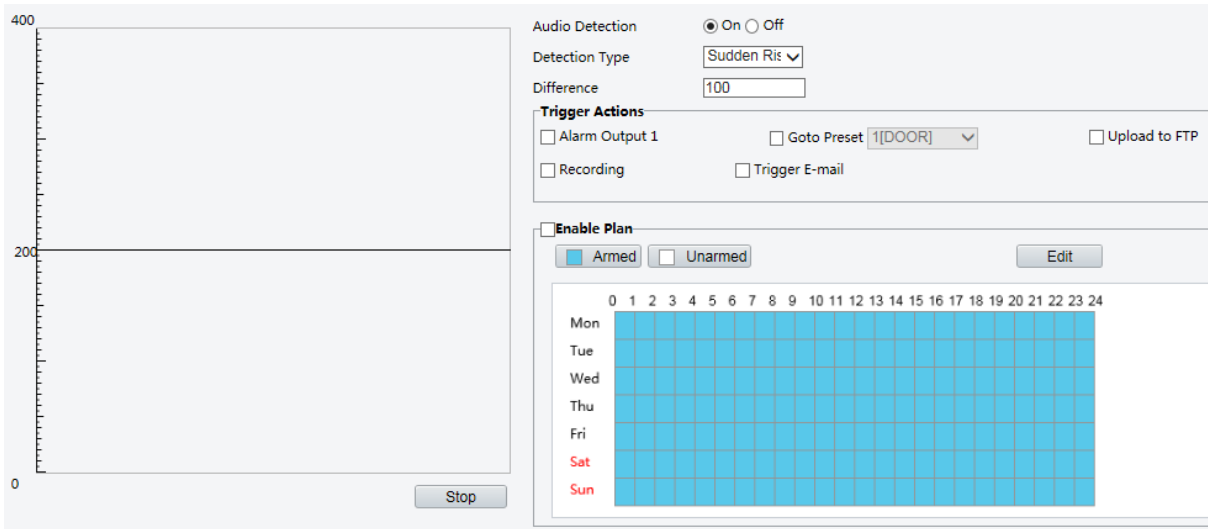 400
200
0
Stop
Audio Detection On Off
Detection Type Sudden Ris
Difference 100
Trigger Actions
Alarm Output 1 Goto Preset 1[DOOR] Upload to FTP
Recording Trigger E-mail
Enable Plan
Armed Unarmed Edit
0 1 2 3 4 5 6 7 8 9 10 11 12 13 14 15 16 17 18 19 20 21 22 23 24
Mon
Tue
Wed
Thu
Fri
Sat
Sun